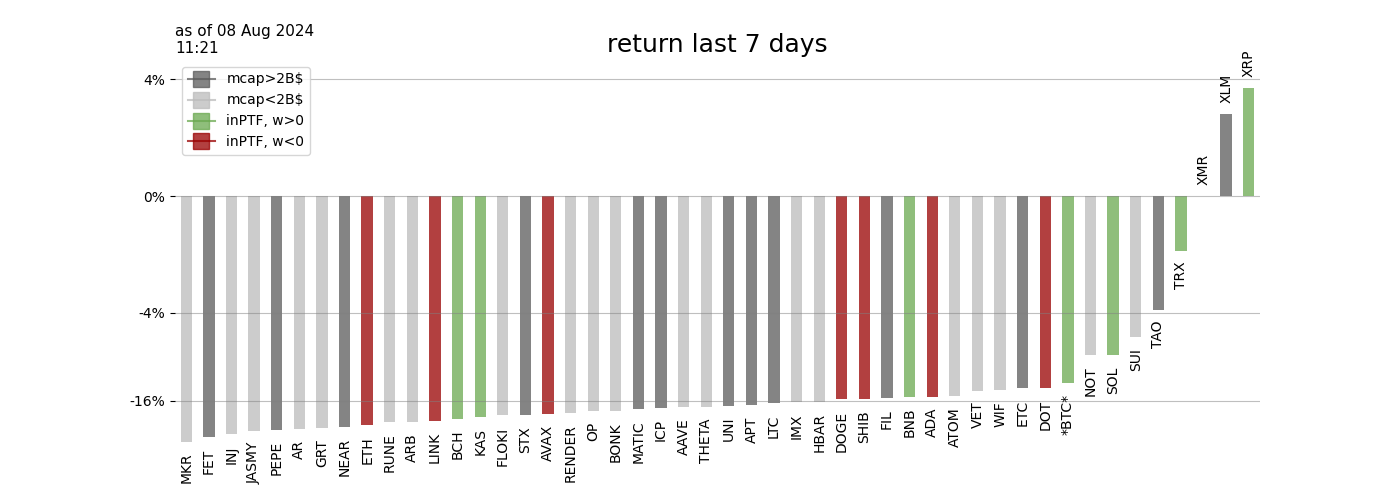 as of 08 Aug 2024
11:21
return last 7 days
mcap>2B$
mcap<2B$
inPTF, w>0
inPTF, w<0
4%
0%
-4%
-16%
MKR
FET
INJ
JASMY
PEPE
AR
GRT
NEAR
ETH
RUNE
ARB
LINK
BCH
KAS
FLOKI
STX
AVAX
RENDER
OP
BONK
MATIC
ICP
AAVE
THETA
UNI
APT
LTC
IMX
HBAR
DOGE
SHIB
FIL
BNB
ADA
ATOM
VET
WIF
ETC
DOT
*BTC*
NOT
SOL
SUI
TAO
TRX
XMR
XLM
XRP